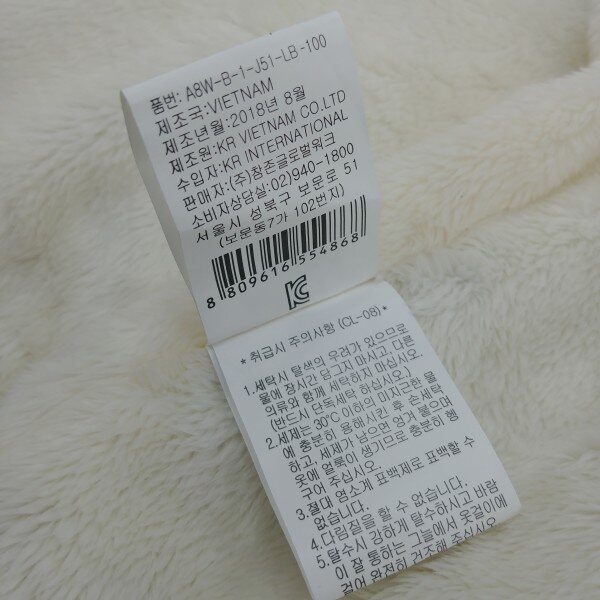 품번: A8W-B-1-J51-LB-100
제조국:VIETNAM
제조년월:2018년 8월
제조원:KR VIETNAM CO.LTD
수입자:KR INTERNATIONAL
판매자:(주)창존글로벌워크
소비자상담실:02)940-1800
서울시 성북구 보문로 51
(보문동7가 102번지)
8 809616 554868
KC
* 취급시 주의사항 (CL-08) *
1.세탁시 탈색의 우려가 있으므로
물에 장시간 담그지 마시고, 다른
의류와 함께 세탁하지 마십시오.
(반드시 단독세탁 하십시오.)
2.세제는 30℃ 이하의 미지근한 물
에 충분히 용해시킨 후 손세탁
하고, 세제가 남으면 엉겨 붙으며
옷에 얼룩이 생기므로 충분히 헹
구어 주십시오.
3.절대 염소계 표백제로 표백할 수
없습니다.
4.다림질을 할 수 없습니다.
5.탈수시 강하게 탈수하시고 바람
이 잘 통하는 그늘에서 옷걸이에
걸어 완전히 건조해 주십시오